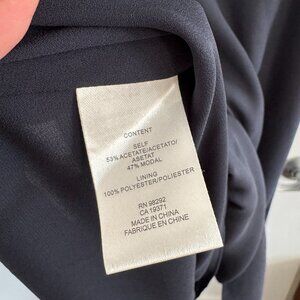 CONTENT
SELF
53% ACETATE/ACETATO/
ASETAT
47% MODAL
LINING
100% POLYESTER/POLIESTER
RN 98292
CA 19371
MADE IN CHINA
FABRIQUE EN CHINE